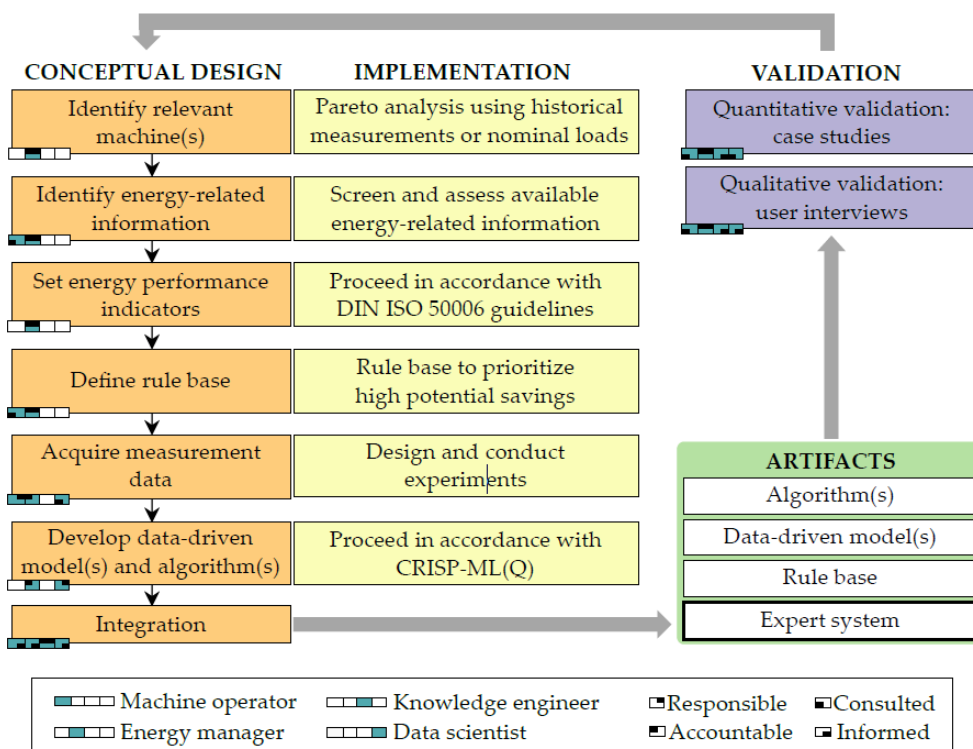 CONCEPTUAL DESIGN
Identify relevant
machine(s)
Identify energy-related
information
Set energy performance
indicators
Define rule base
Acquire measurement
data
Develop data-driven
model(s) and algorithm(s)
Integration
IMPLEMENTATION
Pareto analysis using historical
measurements or nominal loads
Screen and assess available
energy-related information
Proceed in accordance with
DIN ISO 50006 guidelines
Rule base to prioritize
high potential savings
Design and conduct
experiments
Proceed in accordance with
CRISP-ML(Q)
VALIDATION
Quantitative validation:
case studies
Qualitative validation:
user interviews
ARTIFACTS
Algorithm(s)
Data-driven model(s)
Rule base
Expert system
Machine operator
Energy manager
Knowledge engineer
Data scientist
Responsible
Accountable
Consulted
Informed